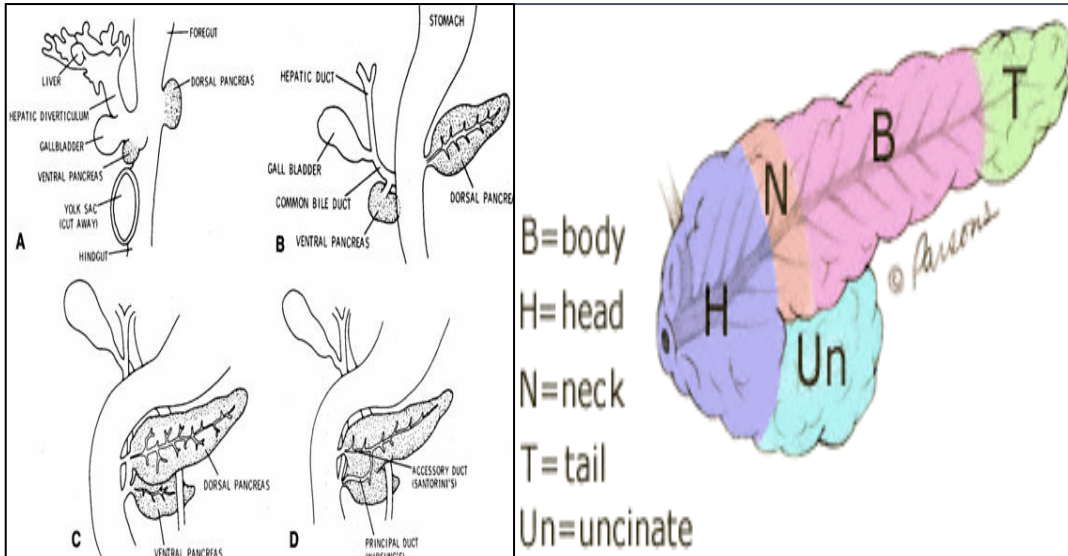 FOREGUT
LIVER
DORSAL PANCREAS
HEPATIC DIVERTICULUM
GALLBLADDER
VENTRAL PANCREAS
YOLK SAC
(CUT AWAY)
HINDGUT
A
STOMACH
HEPATIC DUCT
GALL BLADDER
COMMON BILE DUCT
DORSAL PANCREA
VENTRAL PANCREAS
B
DORSAL PANCREAS
VENTRAL PANCREAS
C
ACCESSORY DUCT
(SANTORINI'S)
PRINCIPAL DUCT
D
T
B
N
H
Un
© Parsons
B=body
H=head
N=neck
T=tail
Un=uncinate